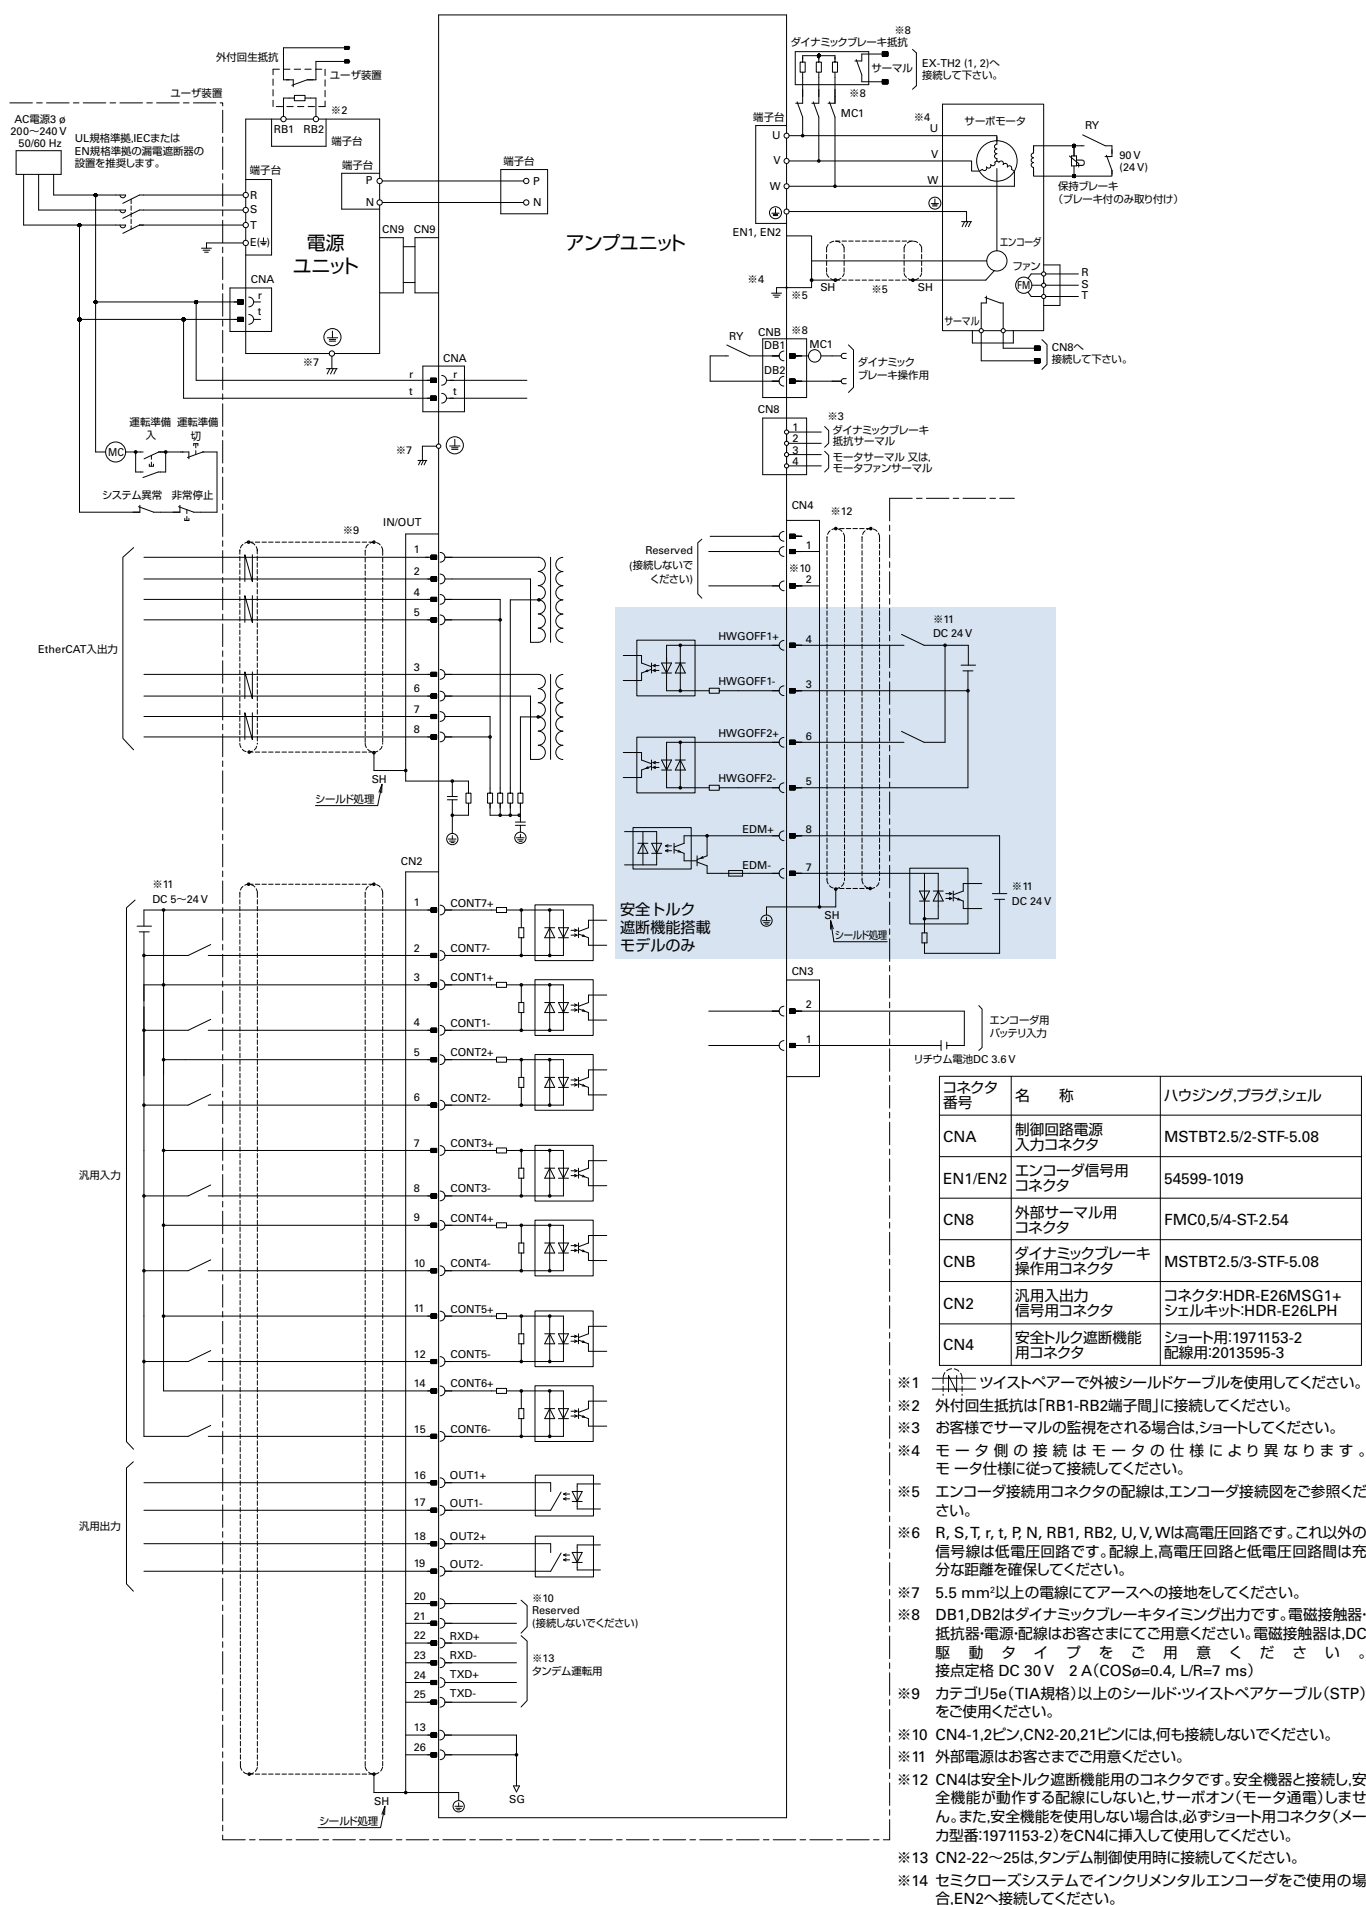 外付回生抵抗
ユーザ装置
ユーザ装置
※2
RB1 RB2
端子台
AC電源3 ø
200～240 V
50/60 Hz
UL規格準拠,IECまたは
EN規格準拠の漏電遮断器の
設置を推奨します。
端子台
R
S
T
E(⏚)
端子台
P
N
端子台
P
N
CN9 CN9
電源
ユニット
アンプユニット
CNA
r
t
※7
CNA
r r
t t
運転準備
入
運転準備
切
MC
システム異常 非常停止
※7
※8
ダイナミックブレーキ抵抗
サーマル
EX-TH2 (1, 2)へ
接続して下さい。
※8
MC1
端子台
U
V
W
※4
U
V
W
サーボモータ
RY
90 V
(24 V)
保持ブレーキ
（ブレーキ付のみ取り付け）
EN1, EN2
エンコーダ
※4
※5
SH
※5
SH
ファン
FM
R
S
T
サーマル
CN8へ
接続して下さい。
RY
CNB
※8
DB1
MC1
DB2
ダイナミック
ブレーキ操作用
CN8
※3
1
2
3
4
ダイナミックブレーキ
抵抗サーマル
モータサーマル 又は,
モータファンサーマル
CN4
※12
Reserved
(接続しないで
ください)
1
※10
2
※9
IN/OUT
1
2
4
5
3
6
7
8
EtherCAT入出力
SH
シールド処理
※11
DC 24 V
HWGOFF1+ 4
HWGOFF1- 3
HWGOFF2+ 6
HWGOFF2- 5
EDM+ 8
EDM- 7
※11
DC 24 V
安全トルク
遮断機能搭載
モデルのみ
SH
シールド処理
CN3
2
1
エンコーダ用
バッテリ入力
リチウム電池DC 3.6 V
CN2
※11
DC 5～24 V
1 CONT7+
2 CONT7-
3 CONT1+
4 CONT1-
5 CONT2+
6 CONT2-
7 CONT3+
8 CONT3-
9 CONT4+
10 CONT4-
11 CONT5+
12 CONT5-
14 CONT6+
15 CONT6-
汎用入力
16 OUT1+
17 OUT1-
18 OUT2+
19 OUT2-
汎用出力
20
21
※10
Reserved
(接続しないでください)
22 RXD+
23 RXD-
24 TXD+
25 TXD-
※13
タンデム運転用
13
26
SG
SH
シールド処理
コネクタ番号 名 称 ハウジング,プラグ,シェル
CNA 制御回路電源入力コネクタ MSTBT2.5/2-STF-5.08
EN1/EN2 エンコーダ信号用コネクタ 54599-1019
CN8 外部サーマル用コネクタ FMC0,5/4-ST-2.54
CNB ダイナミックブレーキ操作用コネクタ MSTBT2.5/3-STF-5.08
CN2 汎用入出力信号用コネクタ コネクタ:HDR-E26MSG1+ シェルキット:HDR-E26LPH
CN4 安全トルク遮断機能用コネクタ ショート用:1971153-2 配線用:2013595-3
※1 ツイストペアーで外被シールドケーブルを使用してください。
※2 外付回生抵抗は「RB1-RB2端子間」に接続してください。
※3 お客様でサーマルの監視をされる場合は,ショートしてください。
※4 モータ側の接続はモータの仕様により異なります。
モータ仕様に従って接続してください。
※5 エンコーダ接続用コネクタの配線は,エンコーダ接続図をご参照くだ
さい。
※6 R, S, T, r, t, P, N, RB1, RB2, U, V, Wは高電圧回路です。これ以外の
信号線は低電圧回路です。配線上,高電圧回路と低電圧回路間は充
分な距離を確保してください。
※7 5.5 mm²以上の電線にてアースへの接地をしてください。
※8 DB1,DB2はダイナミックブレーキタイミング出力です。電磁接触器・
抵抗器・電源・配線はお客さまにてご用意ください。電磁接触器は,DC
駆動タイプをご用意ください。
接点定格 DC 30 V 2 A（COSø=0.4, L/R=7 ms）
※9 カテゴリ5e（TIA規格）以上のシールド・ツイストペアケーブル（STP）
をご使用ください。
※10 CN4-1,2ピン,CN2-20,21ピンには,何も接続しないでください。
※11 外部電源はお客さまでご用意ください。
※12 CN4は安全トルク遮断機能用のコネクタです。安全機器と接続し,安
全機能が動作する配線にしないと,サーボオン（モータ通電）しませ
ん。また,安全機能を使用しない場合は,必ずショート用コネクタ（メー
カ型番:1971153-2）をCN4に挿入して使用してください。
※13 CN2-22～25は,タンデム制御使用時に接続してください。
※14 セミクローズシステムでインクリメンタルエンコーダをご使用の場
合,EN2へ接続してください。